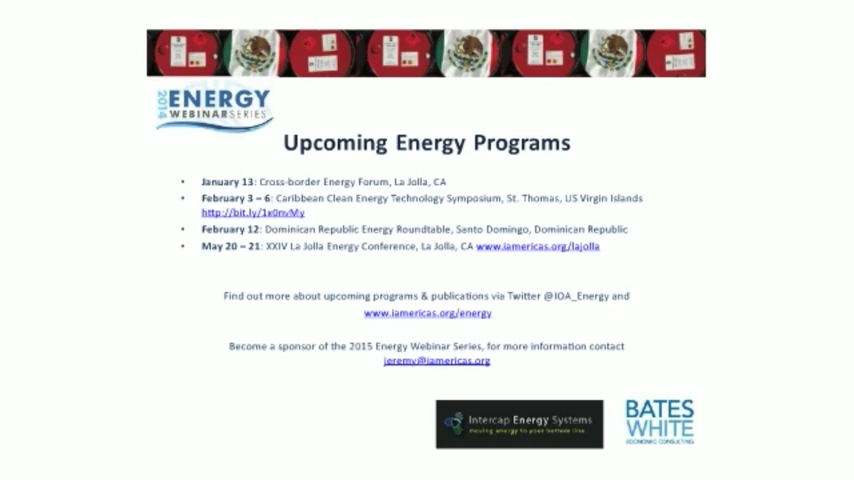 2014 ENERGY
WEBINAR SERIES
Upcoming Energy Programs
• January 13: Cross-border Energy Forum, La Jolla, CA
• February 3 – 6: Caribbean Clean Energy Technology Symposium, St. Thomas, US Virgin Islands
http://bit.ly/1x0nvMy
• February 12: Dominican Republic Energy Roundtable, Santo Domingo, Dominican Republic
• May 20 – 21: XXIV La Jolla Energy Conference, La Jolla, CA www.iamericas.org/lajolla
Find out more about upcoming programs & publications via Twitter @IOA_Energy and
www.iamericas.org/energy
Become a sponsor of the 2015 Energy Webinar Series, for more information contact
jeremy@iamericas.org
Intercap Energy Systems
moving energy to your bottom line
BATES
WHITE
ECONOMIC CONSULTING